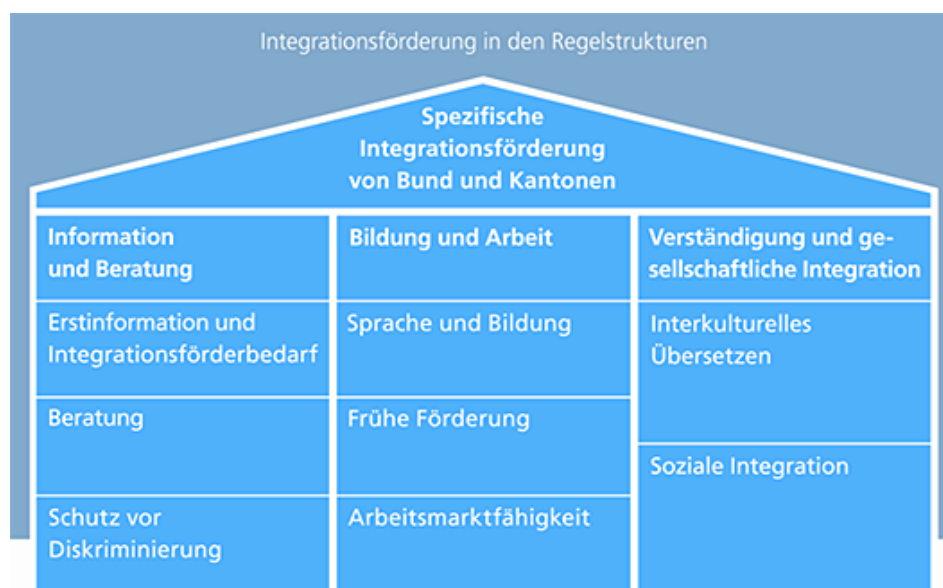 Integrationsförderung in den Regelstrukturen
Spezifische
Integrationsförderung
von Bund und Kantonen
Information
und Beratung
Erstinformation und
Integrationsförderbedarf
Beratung
Schutz vor
Diskriminierung
Bildung und Arbeit
Sprache und Bildung
Frühe Förderung
Arbeitsmarktfähigkeit
Verständigung und ge-
sellschaftliche Integration
Interkulturelles
Übersetzen
Soziale Integration